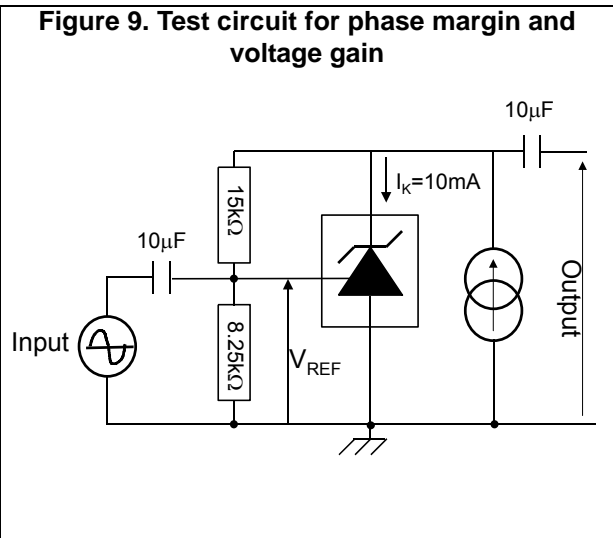 Figure 9. Test circuit for phase margin and
voltage gain
10µF
I_K=10mA
15kΩ
10µF
Input
8.25kΩ
V_REF
Output